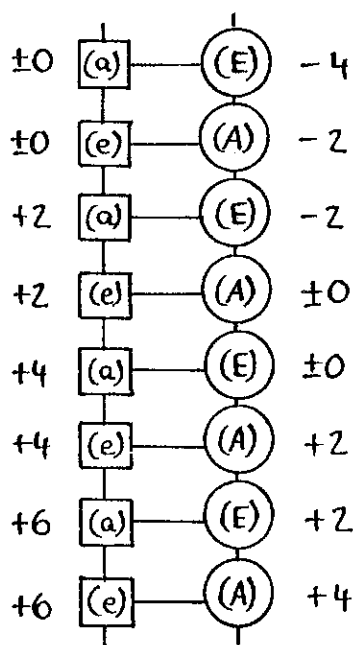 ±0 (a) (E) -4
±0 (e) (A) -2
+2 (a) (E) -2
+2 (e) (A) ±0
+4 (a) (E) ±0
+4 (e) (A) +2
+6 (a) (E) +2
+6 (e) (A) +4